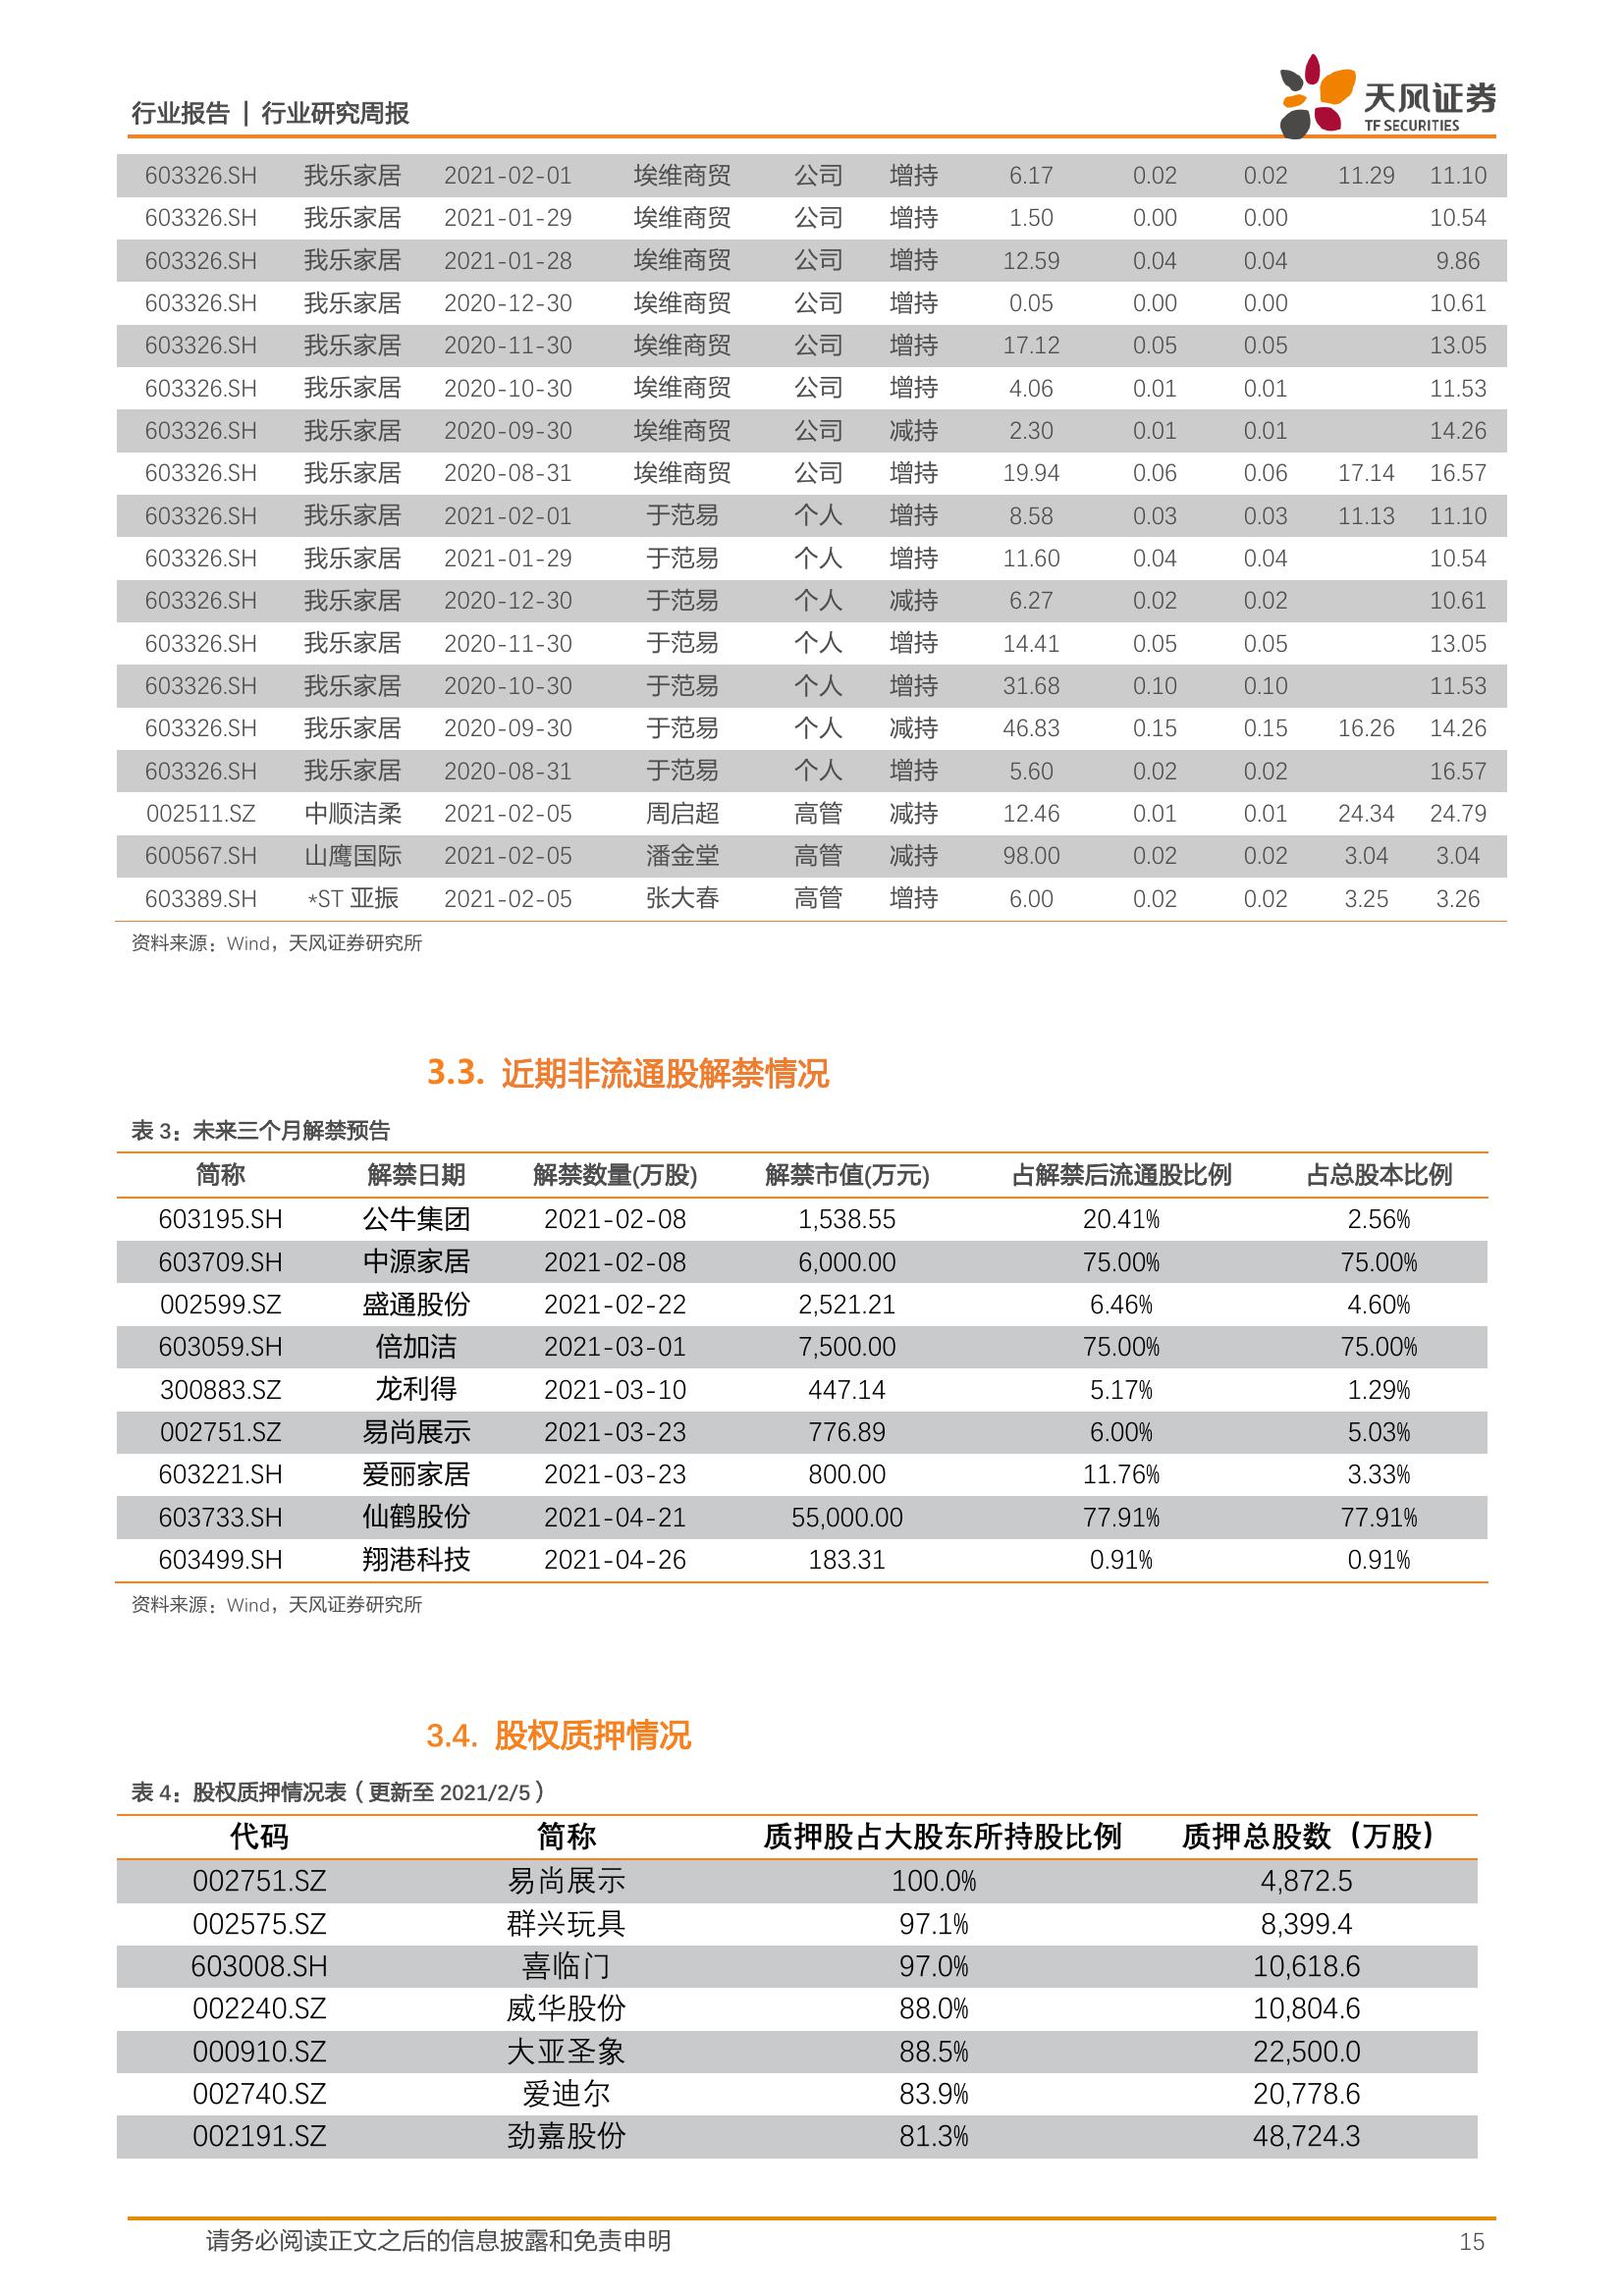 行业报告 | 行业研究周报
天风证券
TF SECURITIES
603326.SH 我乐家居 2021-02-01 埃维商贸 公司 增持 6.17 0.02 0.02 11.29 11.10
603326.SH 我乐家居 2021-01-29 埃维商贸 公司 增持 1.50 0.00 0.00 10.54
603326.SH 我乐家居 2021-01-28 埃维商贸 公司 增持 12.59 0.04 0.04 9.86
603326.SH 我乐家居 2020-12-30 埃维商贸 公司 增持 0.05 0.00 0.00 10.61
603326.SH 我乐家居 2020-11-30 埃维商贸 公司 增持 17.12 0.05 0.05 13.05
603326.SH 我乐家居 2020-10-30 埃维商贸 公司 增持 4.06 0.01 0.01 11.53
603326.SH 我乐家居 2020-09-30 埃维商贸 公司 减持 2.30 0.01 0.01 14.26
603326.SH 我乐家居 2020-08-31 埃维商贸 公司 增持 19.94 0.06 0.06 17.14 16.57
603326.SH 我乐家居 2021-02-01 于范易 个人 增持 8.58 0.03 0.03 11.13 11.10
603326.SH 我乐家居 2021-01-29 于范易 个人 增持 11.60 0.04 0.04 10.54
603326.SH 我乐家居 2020-12-30 于范易 个人 减持 6.27 0.02 0.02 10.61
603326.SH 我乐家居 2020-11-30 于范易 个人 增持 14.41 0.05 0.05 13.05
603326.SH 我乐家居 2020-10-30 于范易 个人 增持 31.68 0.10 0.10 11.53
603326.SH 我乐家居 2020-09-30 于范易 个人 减持 46.83 0.15 0.15 16.26 14.26
603326.SH 我乐家居 2020-08-31 于范易 个人 增持 5.60 0.02 0.02 16.57
002511.SZ 中顺洁柔 2021-02-05 周启超 高管 减持 12.46 0.01 0.01 24.34 24.79
600567.SH 山鹰国际 2021-02-05 潘金堂 高管 减持 98.00 0.02 0.02 3.04 3.04
603389.SH *ST 亚振 2021-02-05 张大春 高管 增持 6.00 0.02 0.02 3.25 3.26
资料来源：Wind，天风证券研究所
3.3. 近期非流通股解禁情况
表 3：未来三个月解禁预告
简称 解禁日期 解禁数量(万股) 解禁市值(万元) 占解禁后流通股比例 占总股本比例
603195.SH 公牛集团 2021-02-08 1,538.55 20.41% 2.56%
603709.SH 中源家居 2021-02-08 6,000.00 75.00% 75.00%
002599.SZ 盛通股份 2021-02-22 2,521.21 6.46% 4.60%
603059.SH 倍加洁 2021-03-01 7,500.00 75.00% 75.00%
300883.SZ 龙利得 2021-03-10 447.14 5.17% 1.29%
002751.SZ 易尚展示 2021-03-23 776.89 6.00% 5.03%
603221.SH 爱丽家居 2021-03-23 800.00 11.76% 3.33%
603733.SH 仙鹤股份 2021-04-21 55,000.00 77.91% 77.91%
603499.SH 翔港科技 2021-04-26 183.31 0.91% 0.91%
资料来源：Wind，天风证券研究所
3.4. 股权质押情况
表 4：股权质押情况表（更新至 2021/2/5）
代码 简称 质押股占大股东所持股比例 质押总股数（万股）
002751.SZ 易尚展示 100.0% 4,872.5
002575.SZ 群兴玩具 97.1% 8,399.4
603008.SH 喜临门 97.0% 10,618.6
002240.SZ 威华股份 88.0% 10,804.6
000910.SZ 大亚圣象 88.5% 22,500.0
002740.SZ 爱迪尔 83.9% 20,778.6
002191.SZ 劲嘉股份 81.3% 48,724.3
请务必阅读正文之后的信息披露和免责申明 15